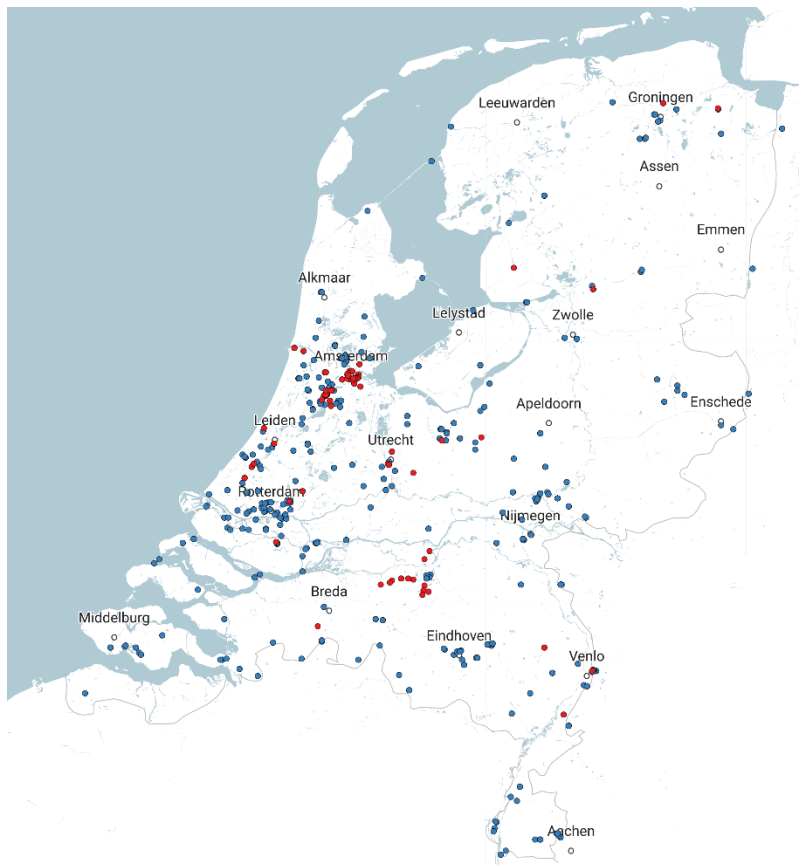 Leeuwarden
Groningen
Assen
Emmen
Alkmaar
Lelystad
Zwolle
Amsterdam
Apeldoorn
Enschede
Leiden
Utrecht
Rotterdam
Nijmegen
Breda
Middelburg
Eindhoven
Venlo
Aachen